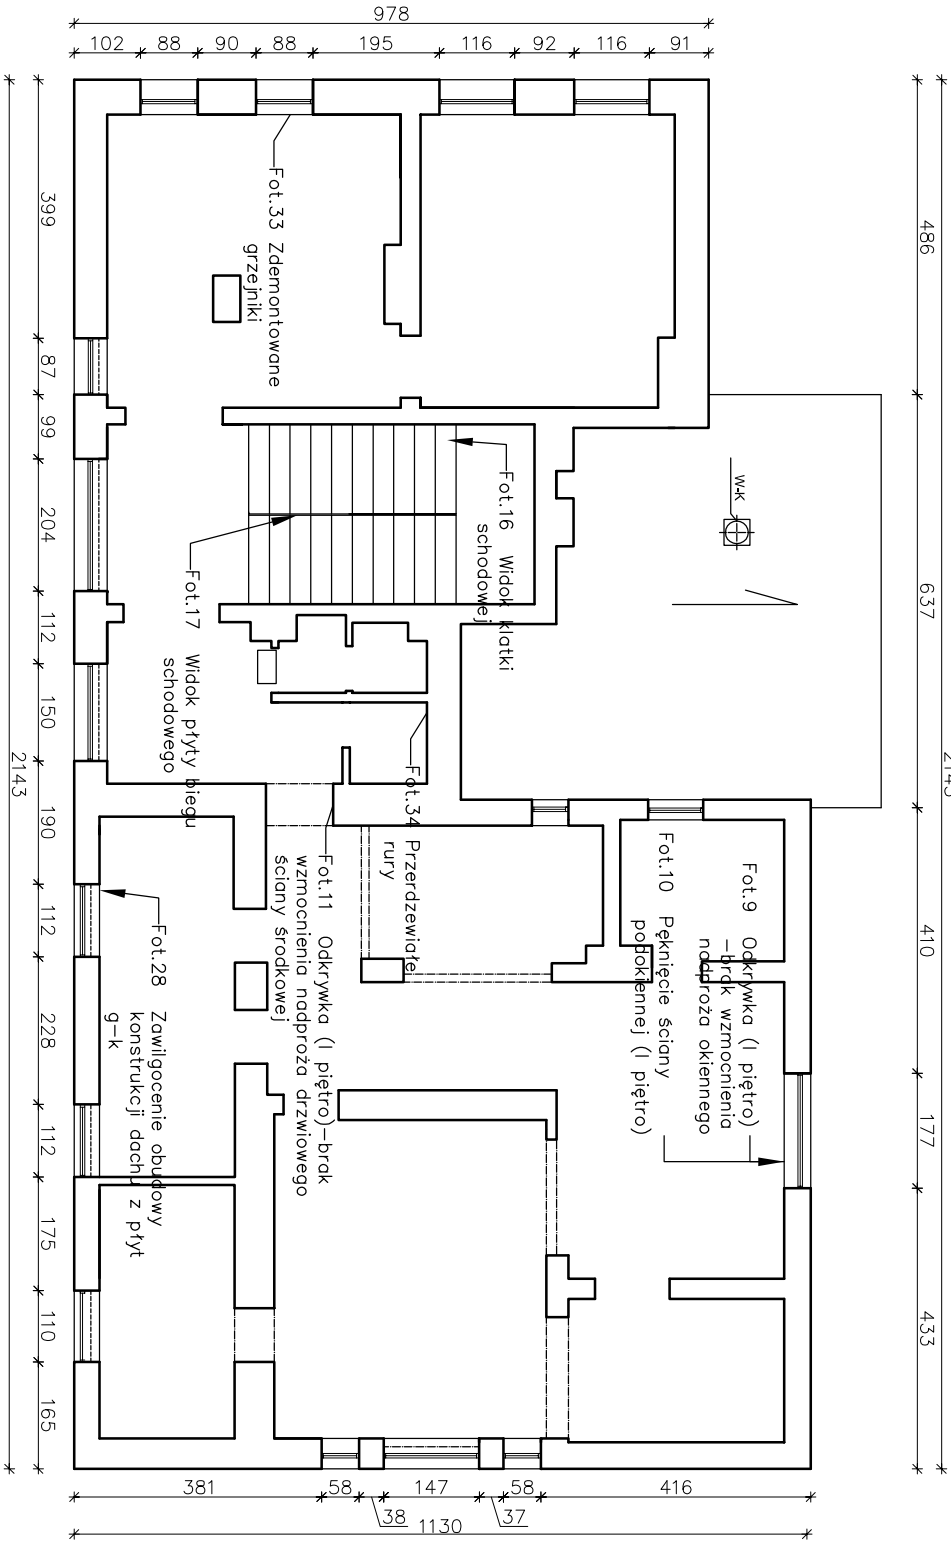 978
102 88 90 88 195 116 92 116 91
486
637
410
177
433
2143
399
87
99
204
112
150
190
112
228
112
175
110
165
2143
381 58 147 58 416
38 37
1130
Fot.33 Zdemontowane
grzejniki
Fot.16 Widok klatki
schodowej
w-k
Fot.17 Widok płyty biegu
schodowego
Fot.34 Przerdzewiałe
rury
Fot.11 Odkrywka (I piętro)-brak
wzmocnienia nadproża drzwiowego
ściany środkowej
Fot.9 Odkrywka (I piętro)
-brak wzmocnienia
nadproża okiennego
Fot.10 Pęknięcie ściany
podokiennej (I piętro)
Fot.28 Zawilgocenie obudowy
konstrukcji dachu z płyt
g-k